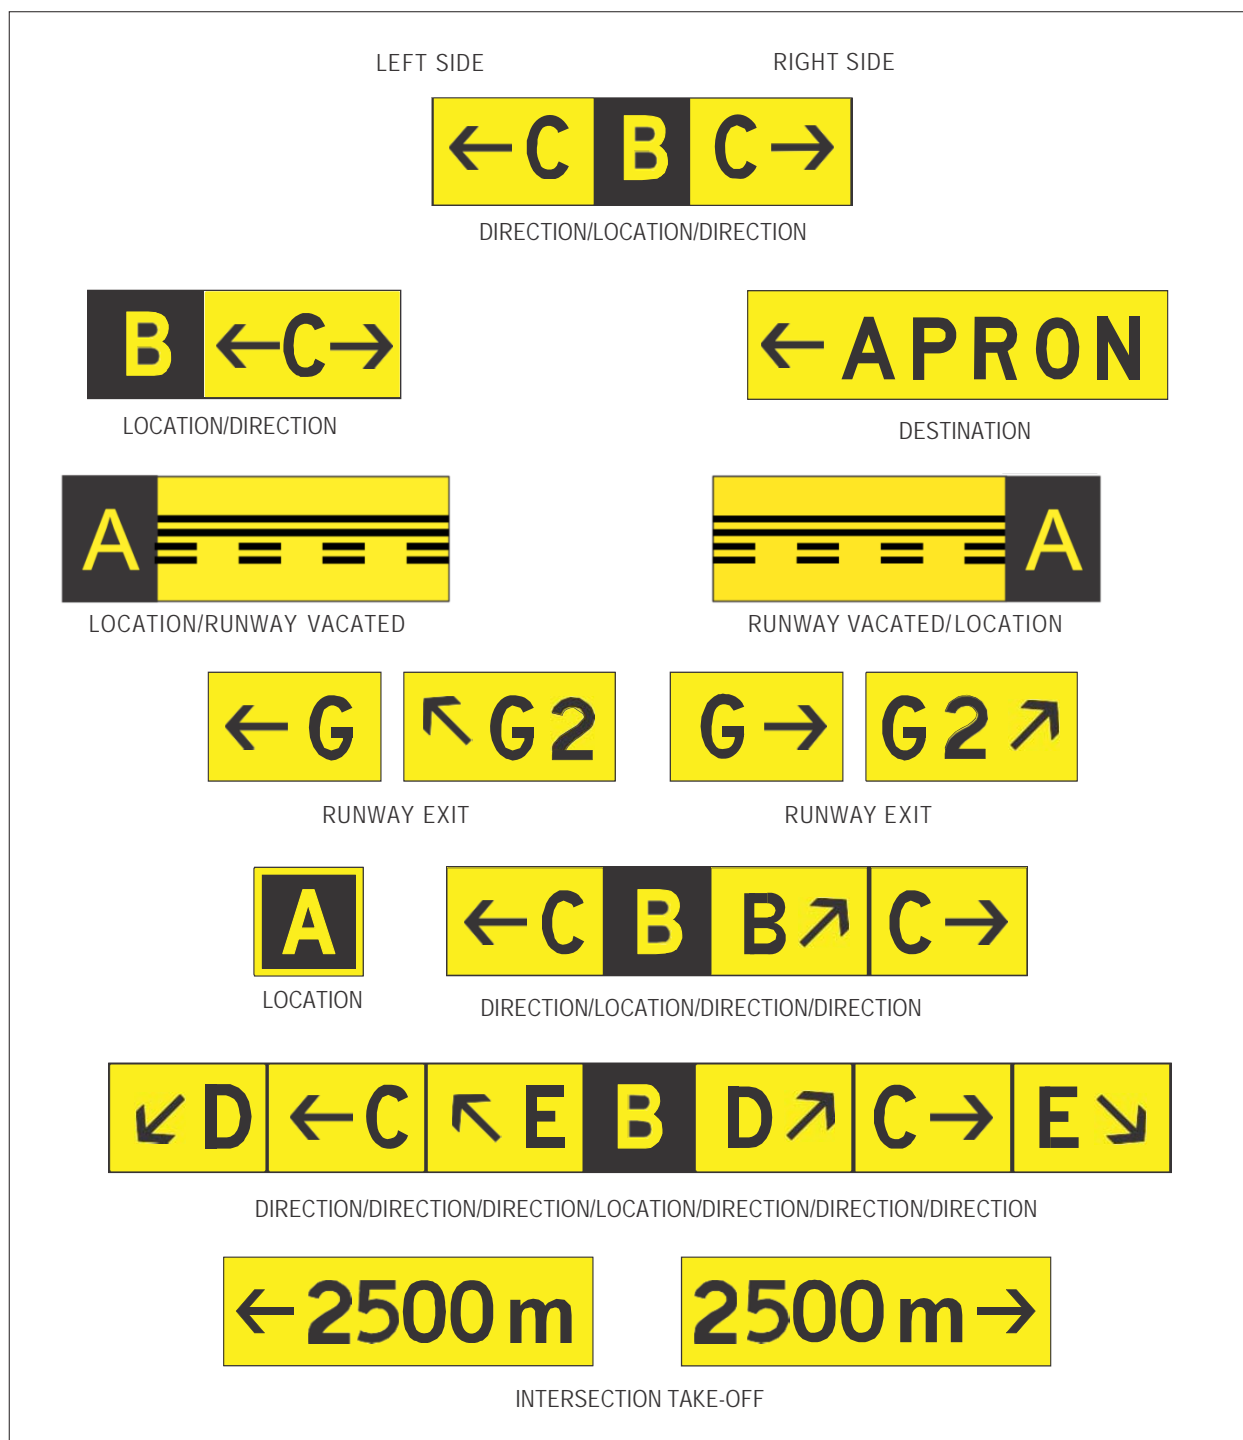 LEFT SIDE RIGHT SIDE
←C B C→
DIRECTION/LOCATION/DIRECTION
B ←C→
← APRON
LOCATION/DIRECTION
DESTINATION
A
A
LOCATION/RUNWAY VACATED
RUNWAY VACATED/LOCATION
←G ↖G2 G→ G2↗
RUNWAY EXIT RUNWAY EXIT
A
←C B B↗ C→
LOCATION
DIRECTION/LOCATION/DIRECTION/DIRECTION
↙D ←C ↖E B D↗ C→ E↘
DIRECTION/DIRECTION/DIRECTION/LOCATION/DIRECTION/DIRECTION/DIRECTION
←2500m 2500m→
INTERSECTION TAKE-OFF